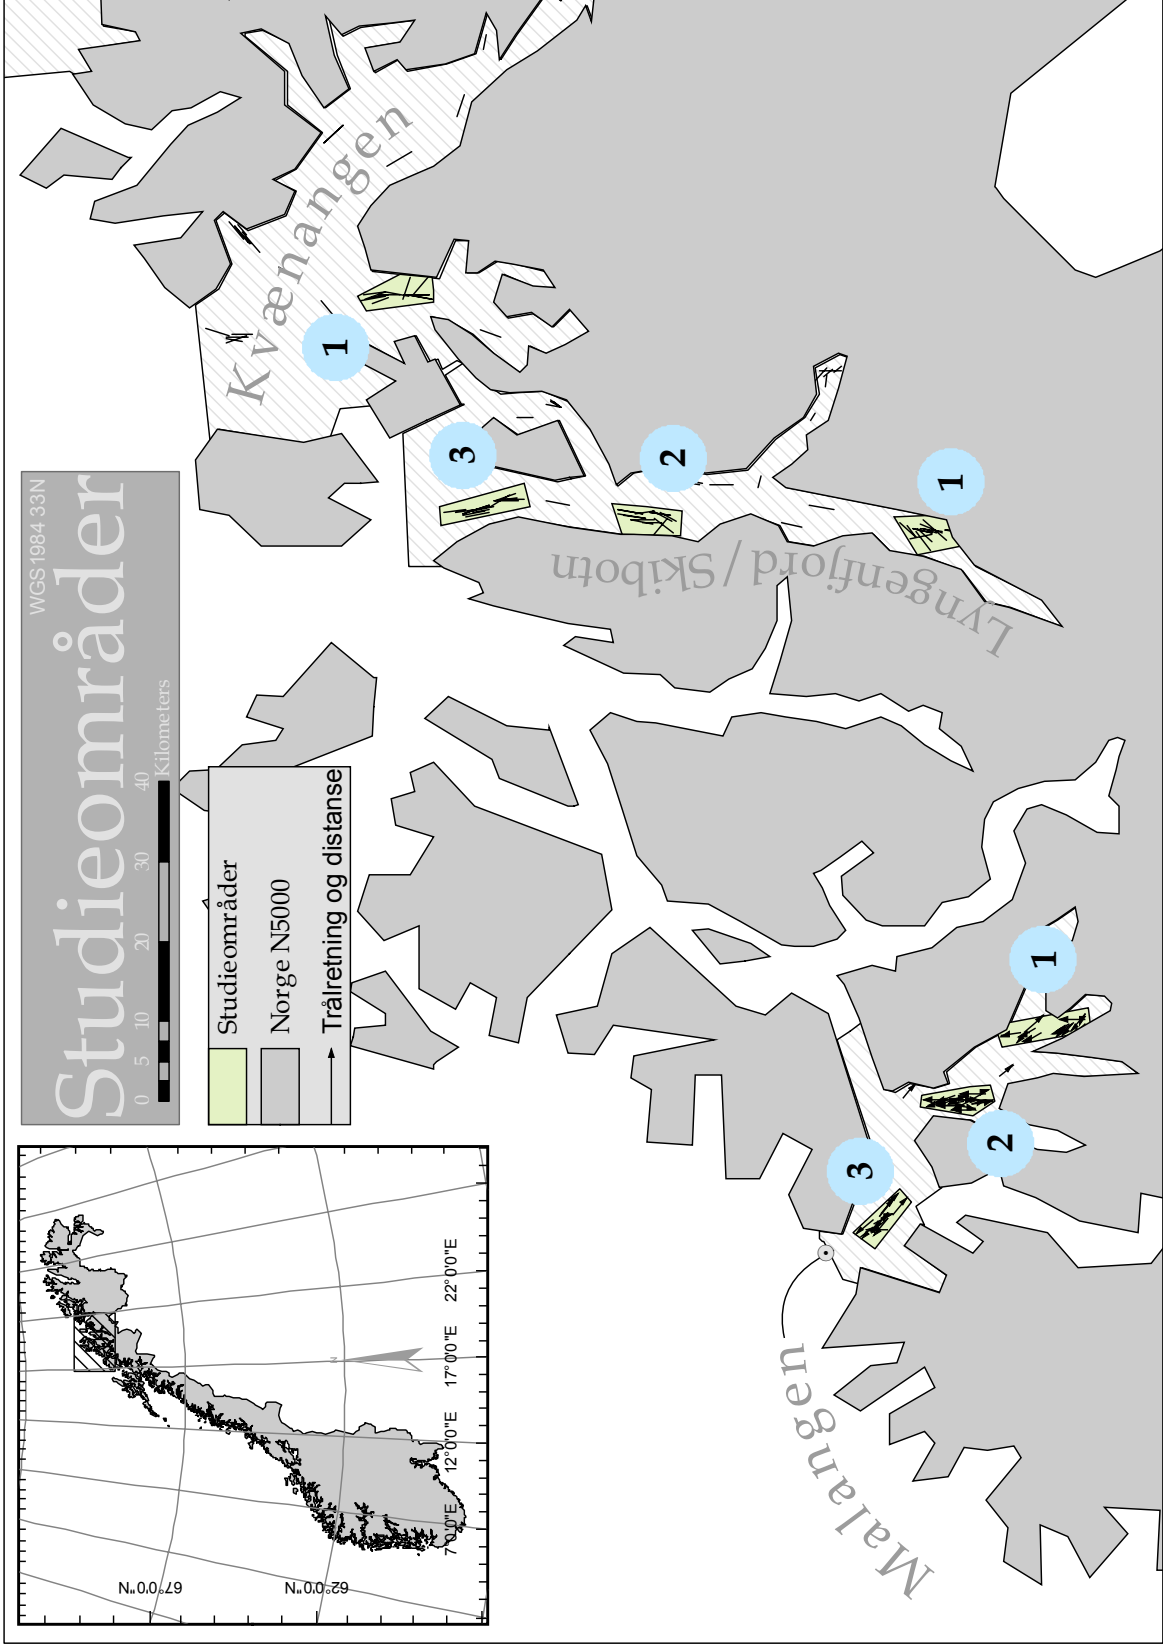 Studieområder
WGS1984 33N
0 5 10 20 30 40
Kilometers
Studieområder
Norge N5000
Trålretning og distanse
67°0'0"N
62°0'0"N
7°0'0"E 12°0'0"E 17°0'0"E 22°0'0"E
N
Malangen
3
2
1
Lyngenfjord / Skibotn
3
2
1
Kvænangen
1